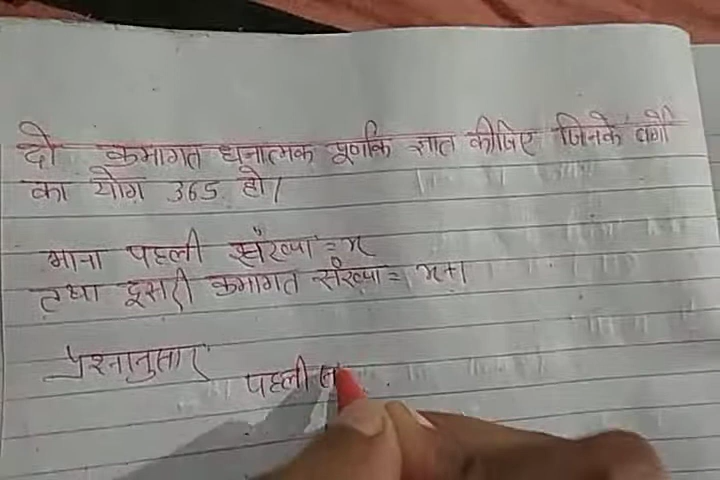 दो क्रमागत धनात्मक पूर्णांक ज्ञात कीजिए जिनके वर्गों
का योग 365 हो।
माना पहली संख्या = x
तथा दूसरी क्रमागत संख्या = x+1
प्रश्नानुसार
पहली